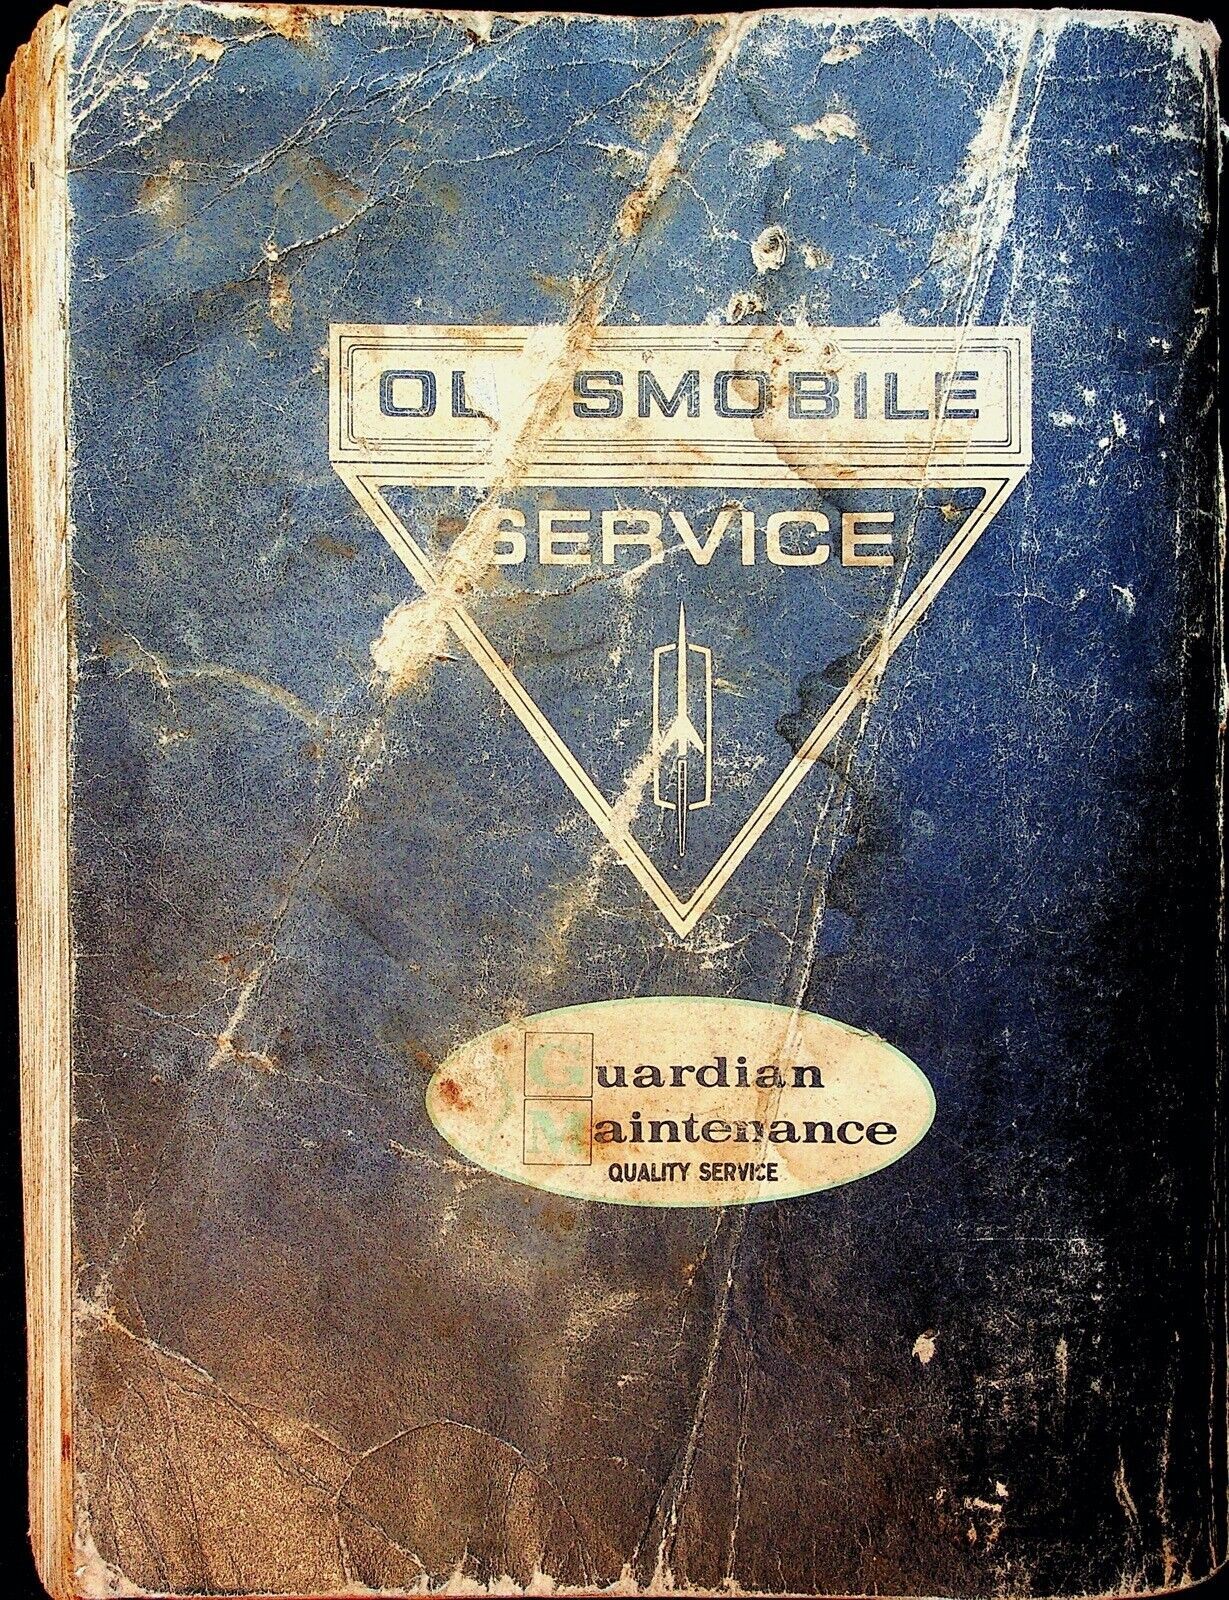 OL SMOBILE
SERVICE
Guardian
Maintenance
QUALITY SERVICE